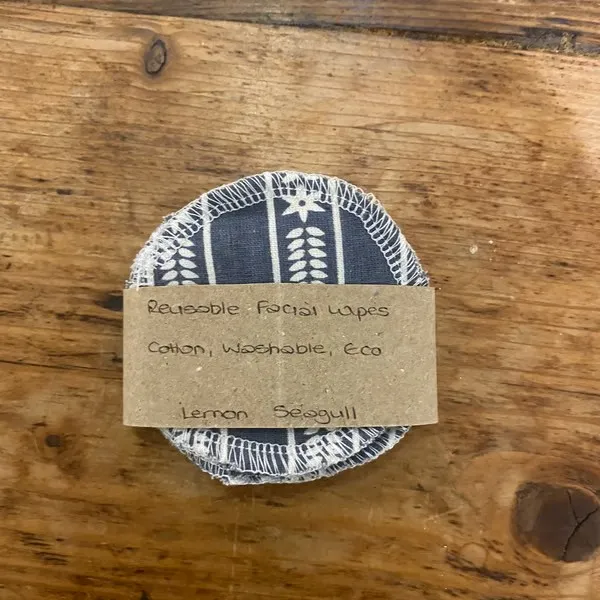 Reusable Facial Wipes
Cotton, Washable, Eco
Lemon Seagull